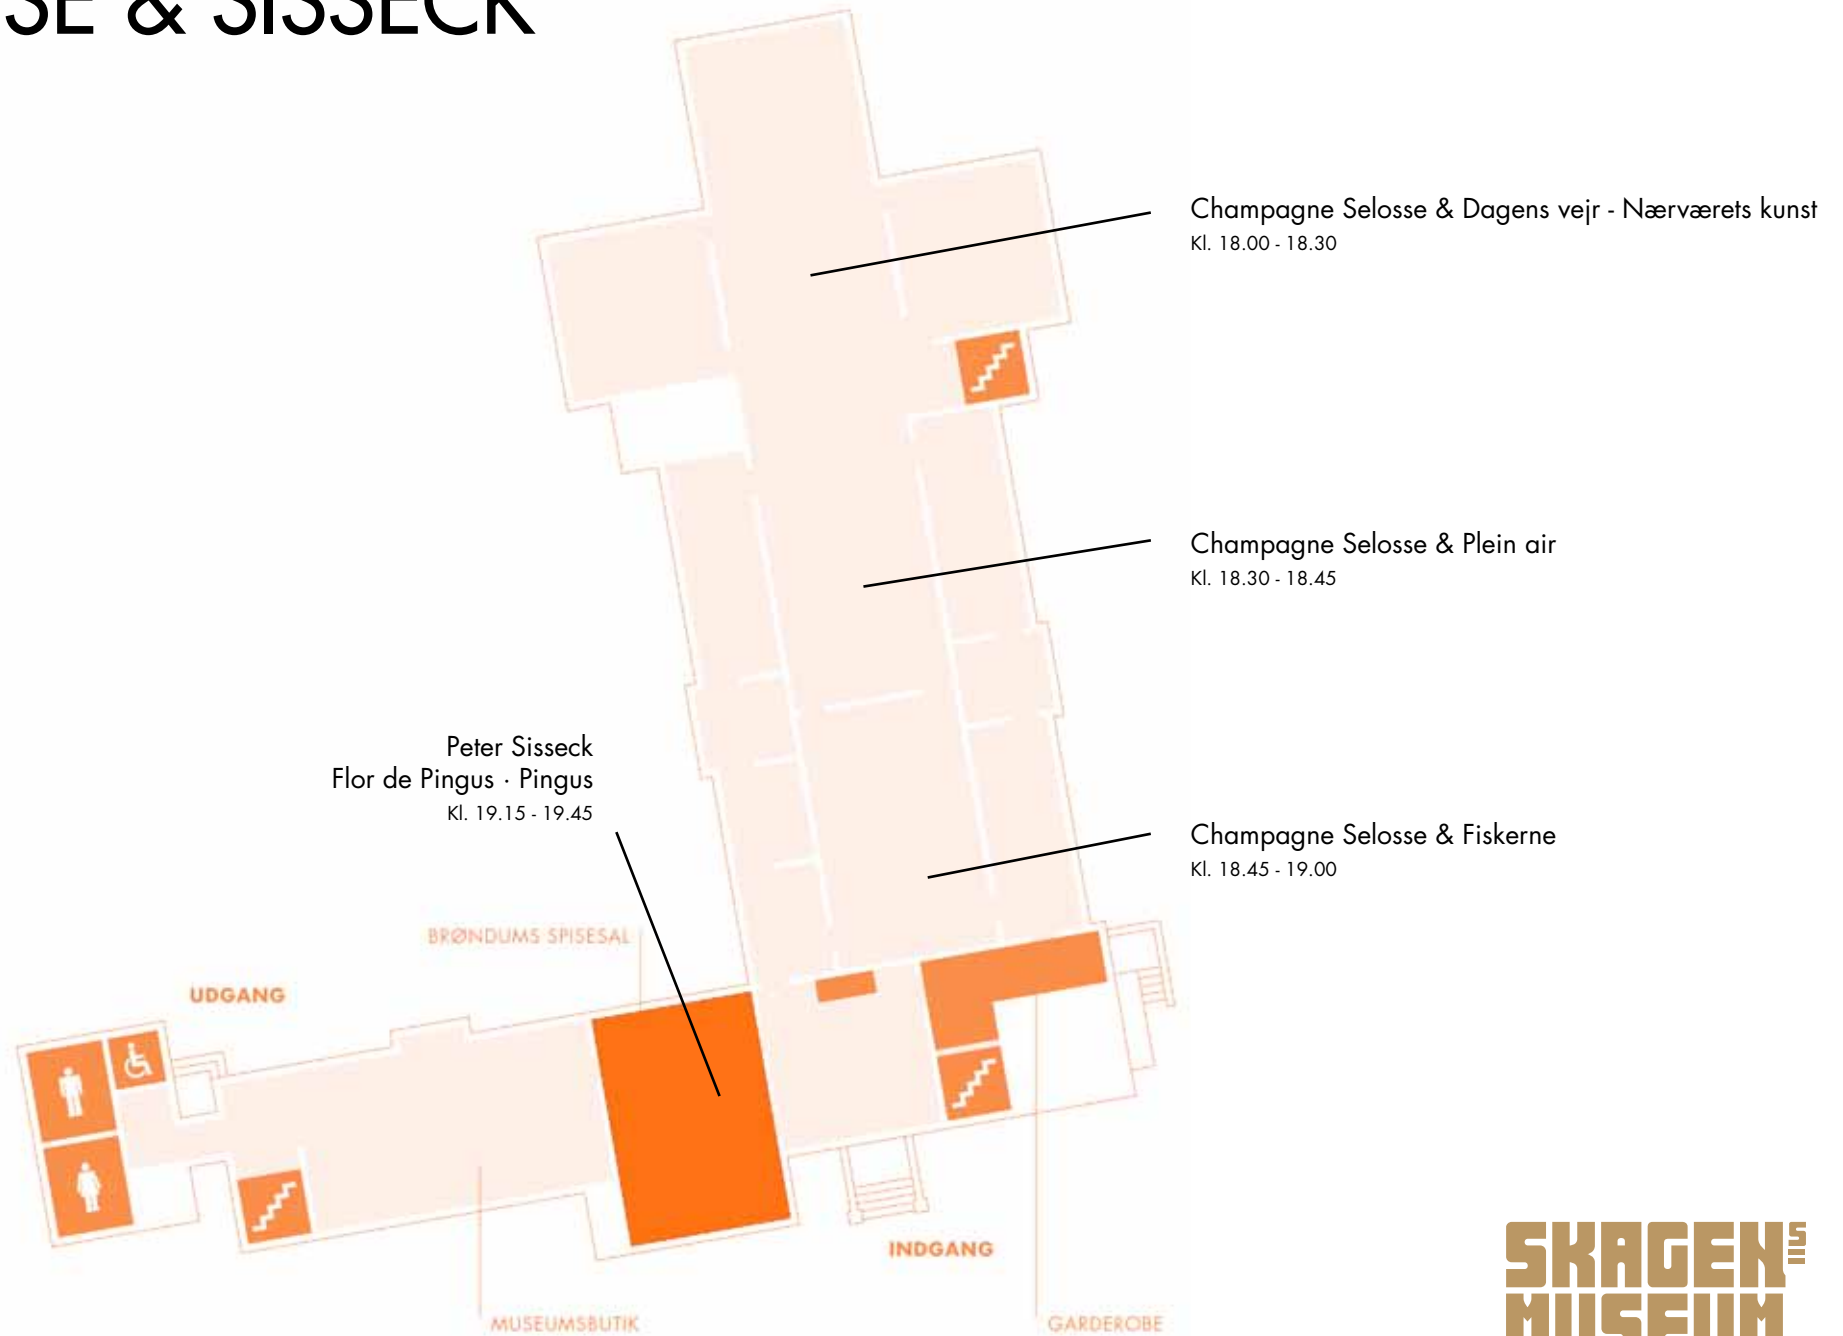 SE & SISSECK
Champagne Selosse & Dagens vejr - Nærværets kunst
Kl. 18.00 - 18.30
Champagne Selosse & Plein air
Kl. 18.30 - 18.45
Peter Sisseck
Flor de Pingus · Pingus
Kl. 19.15 - 19.45
Champagne Selosse & Fiskerne
Kl. 18.45 - 19.00
BRØNDUMS SPISESAL
UDGANG
INDGANG
MUSEUMSBUTIK
GARDEROBE
SKAGENS
MUSEUM